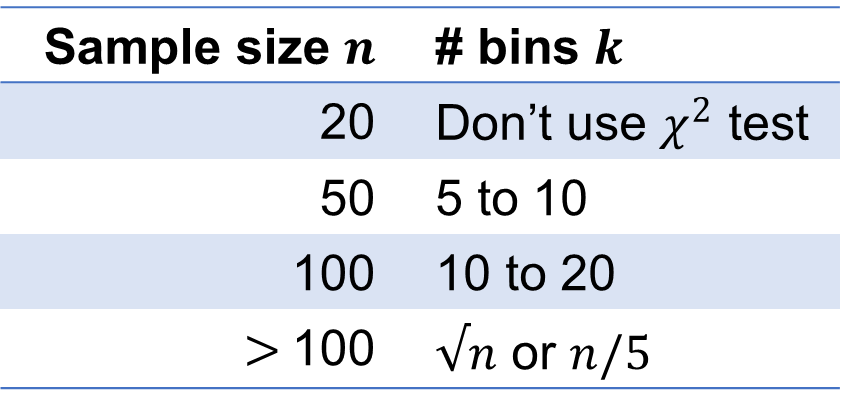 Sample size n # bins k
20 Don’t use χ² test
50 5 to 10
100 10 to 20
> 100 √n or n/5